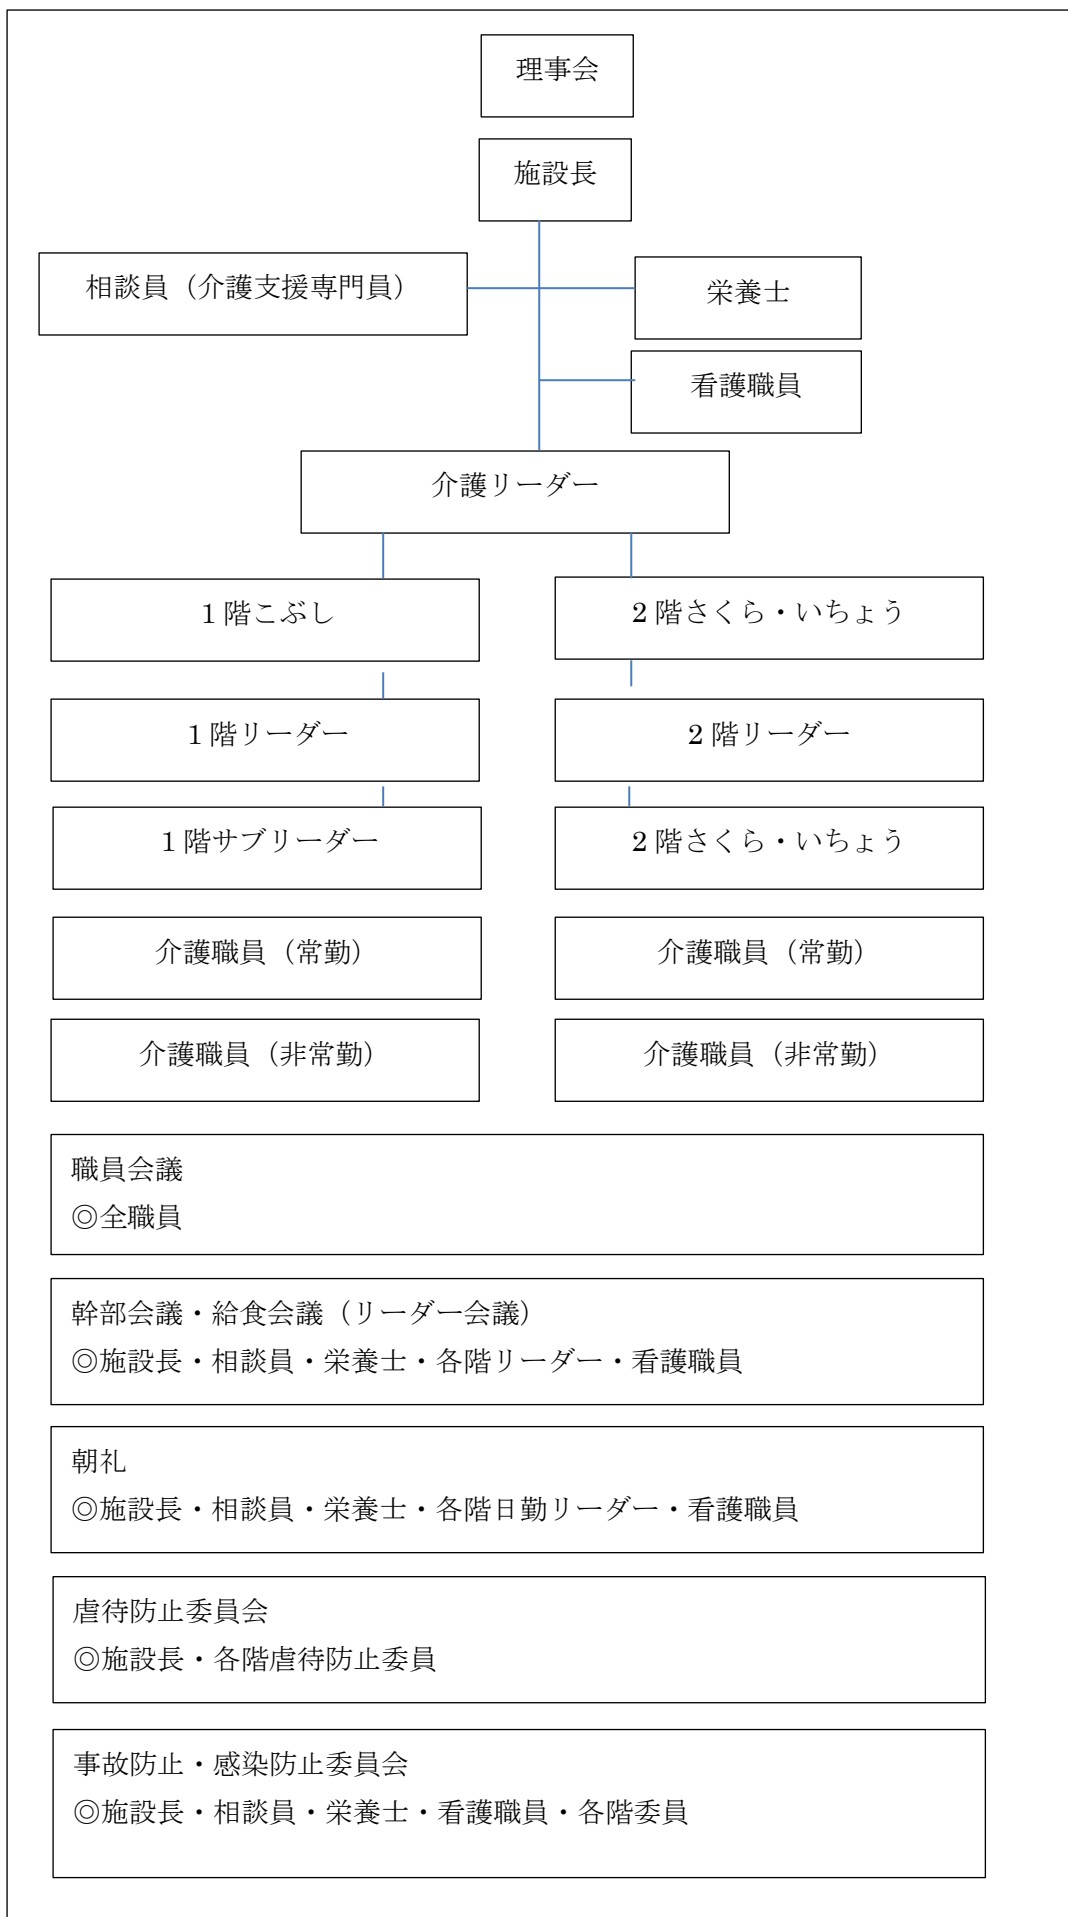 理事会
施設長
相談員（介護支援専門員）
栄養士
看護職員
介護リーダー
1階こぶし
2階さくら・いちょう
1階リーダー
2階リーダー
1階サブリーダー
2階さくら・いちょう
介護職員（常勤）
介護職員（常勤）
介護職員（非常勤）
介護職員（非常勤）
職員会議
◎全職員
幹部会議・給食会議（リーダー会議）
◎施設長・相談員・栄養士・各階リーダー・看護職員
朝礼
◎施設長・相談員・栄養士・各階日勤リーダー・看護職員
虐待防止委員会
◎施設長・各階虐待防止委員
事故防止・感染防止委員会
◎施設長・相談員・栄養士・看護職員・各階委員